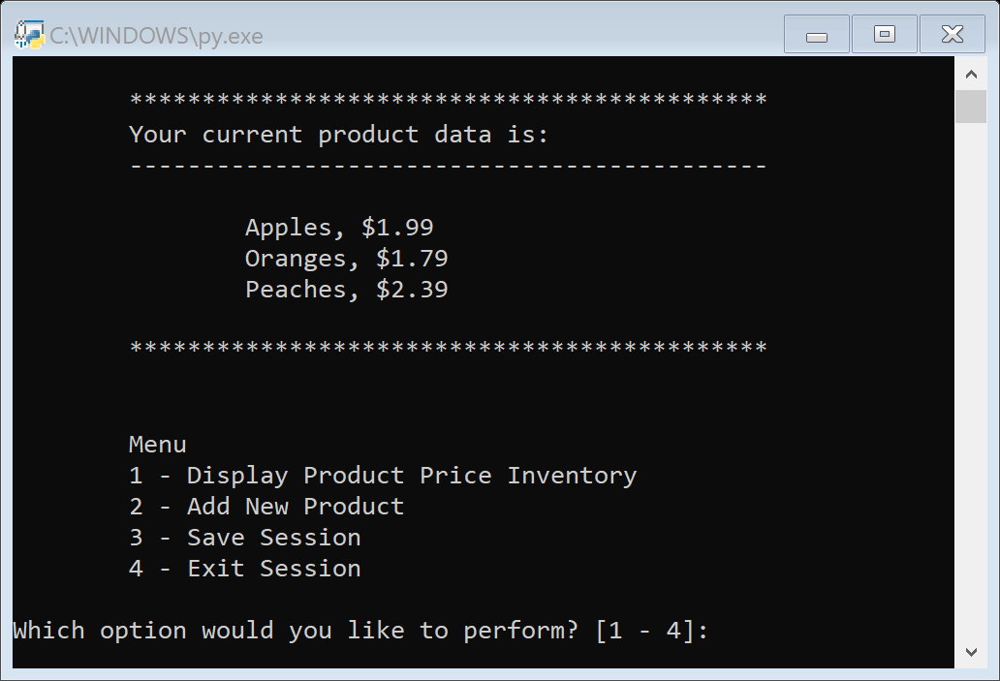 C:\WINDOWS\py.exe
********************************************
Your current product data is:
--------------------------------------------
Apples, $1.99
Oranges, $1.79
Peaches, $2.39
********************************************
Menu
1 - Display Product Price Inventory
2 - Add New Product
3 - Save Session
4 - Exit Session
Which option would you like to perform? [1 - 4]: